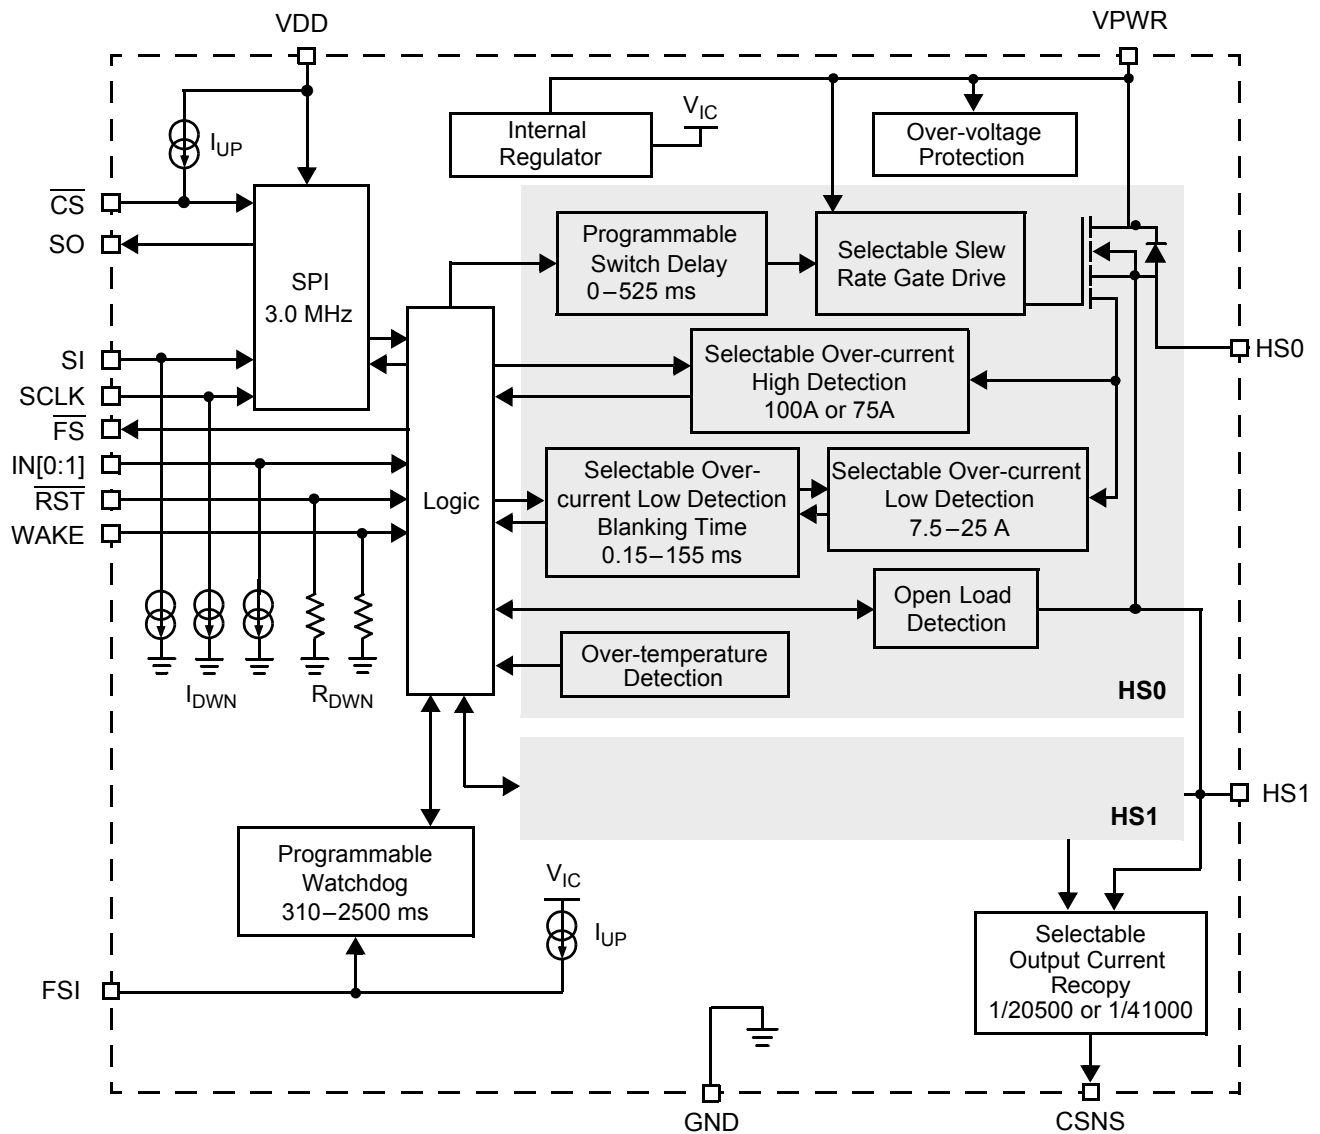 VDD
VPWR
Internal
Regulator
VIC
Over-voltage
Protection
IUP
CS
SO
SPI
3.0 MHz
SI
SCLK
FS
IN[0:1]
RST
WAKE
Programmable
Switch Delay
0–525 ms
Selectable Slew
Rate Gate Drive
HS0
Selectable Over-current
High Detection
100A or 75A
Logic
Selectable Over-
current Low Detection
Blanking Time
0.15–155 ms
Selectable Over-current
Low Detection
7.5–25 A
Open Load
Detection
Over-temperature
Detection
HS0
IDWN
RDWN
HS1
HS1
Programmable
Watchdog
310–2500 ms
VIC
IUP
FSI
Selectable
Output Current
Recopy
1/20500 or 1/41000
GND
CSNS